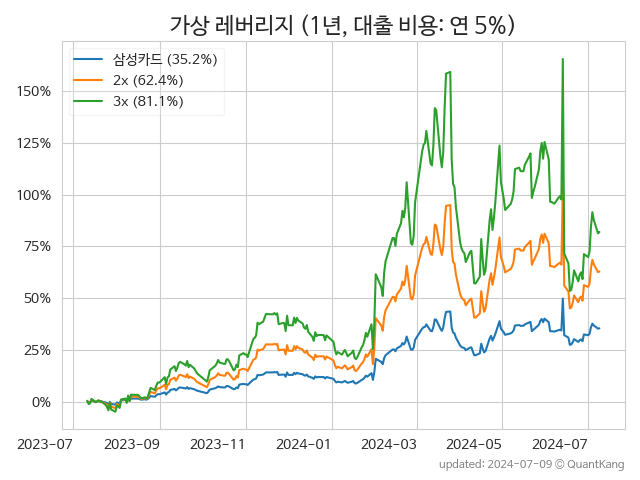 가상 레버리지 (1년, 대출 비용: 연 5%)
삼성카드 (35.2%)
2x (62.4%)
3x (81.1%)
150%
125%
100%
75%
50%
25%
0%
2023-07
2023-09
2023-11
2024-01
2024-03
2024-05
2024-07
updated: 2024-07-09 © QuantKang